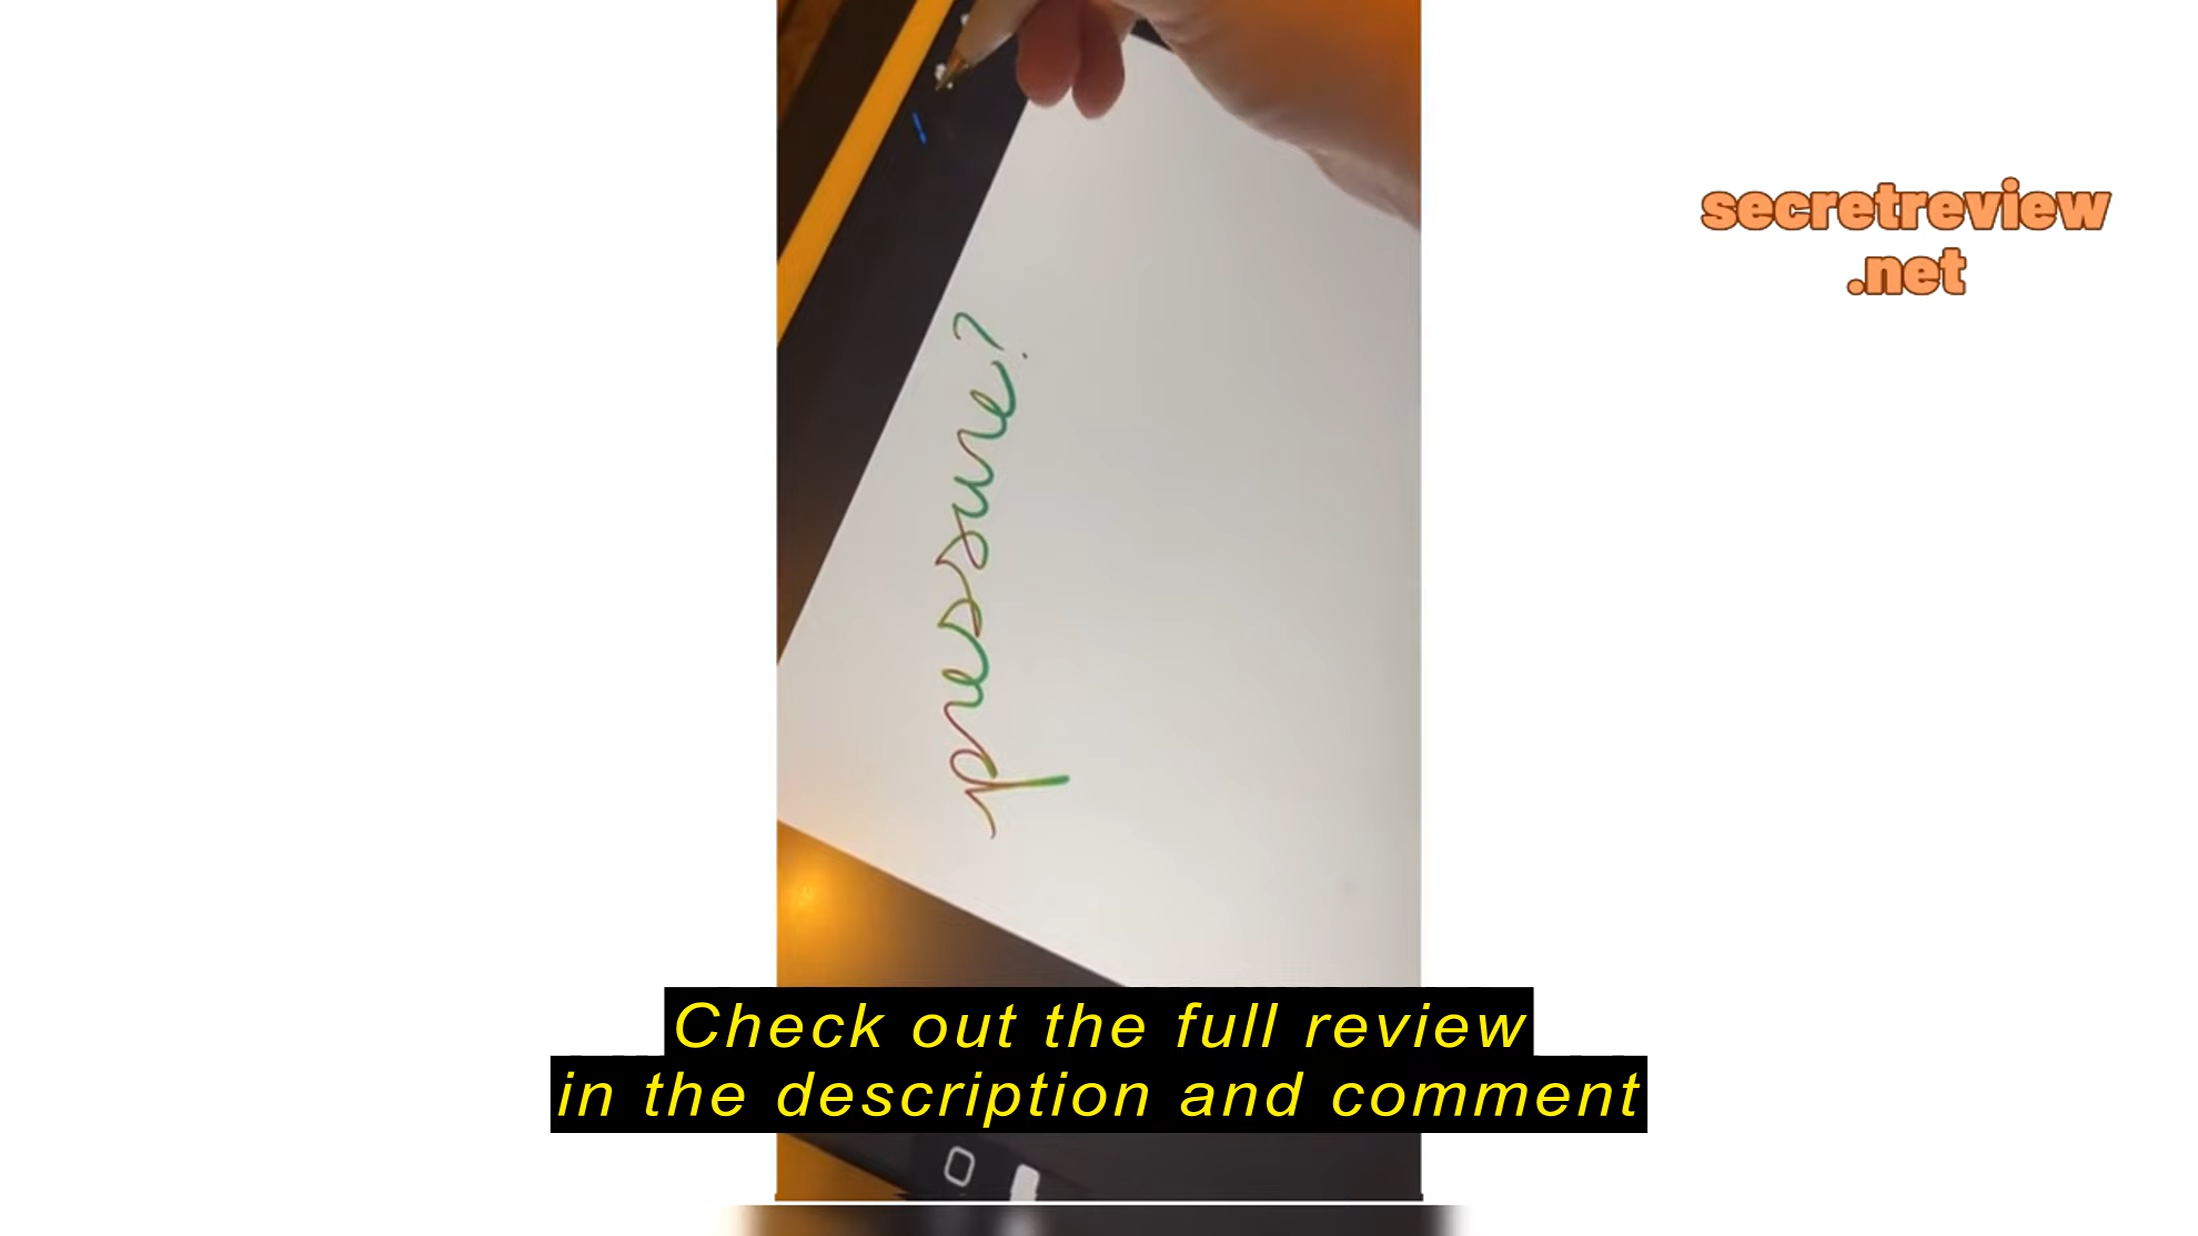 secretreview
.net
pressure?
Check out the full review
in the description and comment